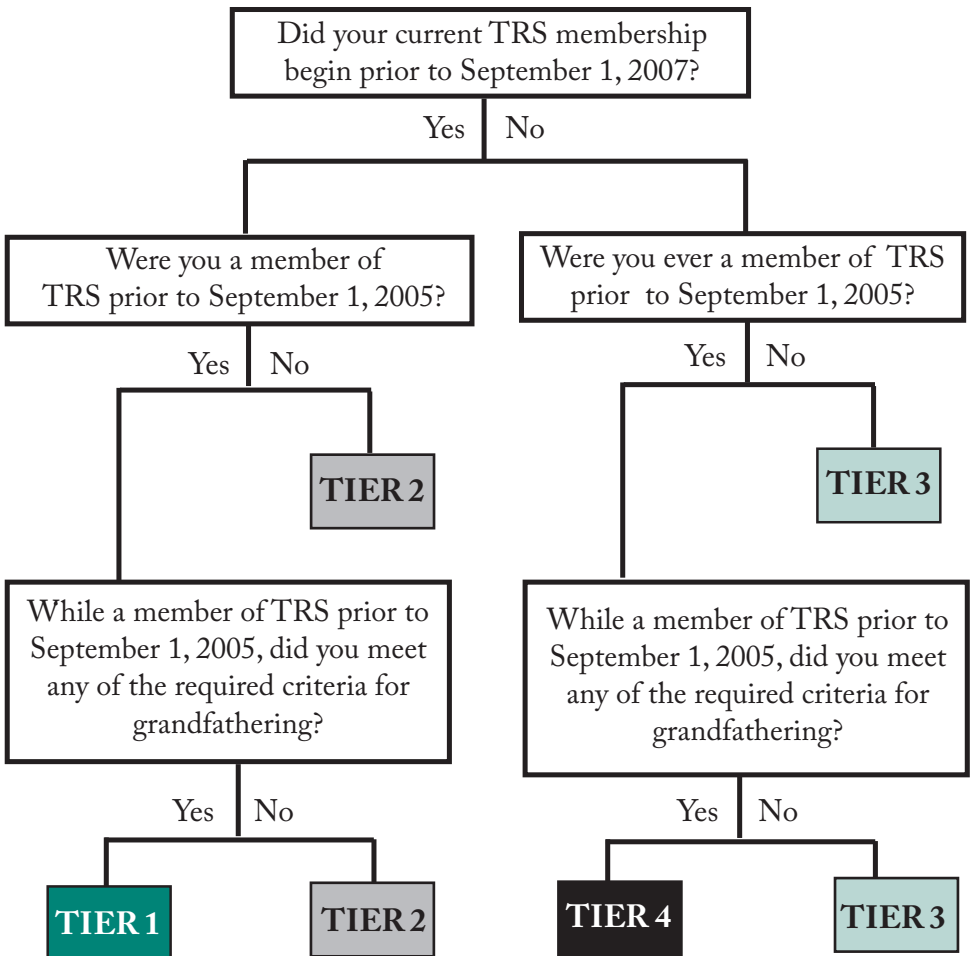 Did your current TRS membership
begin prior to September 1, 2007?
Yes No
Were you a member of
TRS prior to September 1, 2005?
Were you ever a member of TRS
prior to September 1, 2005?
Yes No
Yes No
TIER 2
TIER 3
While a member of TRS prior to
September 1, 2005, did you meet
any of the required criteria for
grandfathering?
While a member of TRS prior to
September 1, 2005, did you meet
any of the required criteria for
grandfathering?
Yes No
Yes No
TIER 1
TIER 2
TIER 4
TIER 3